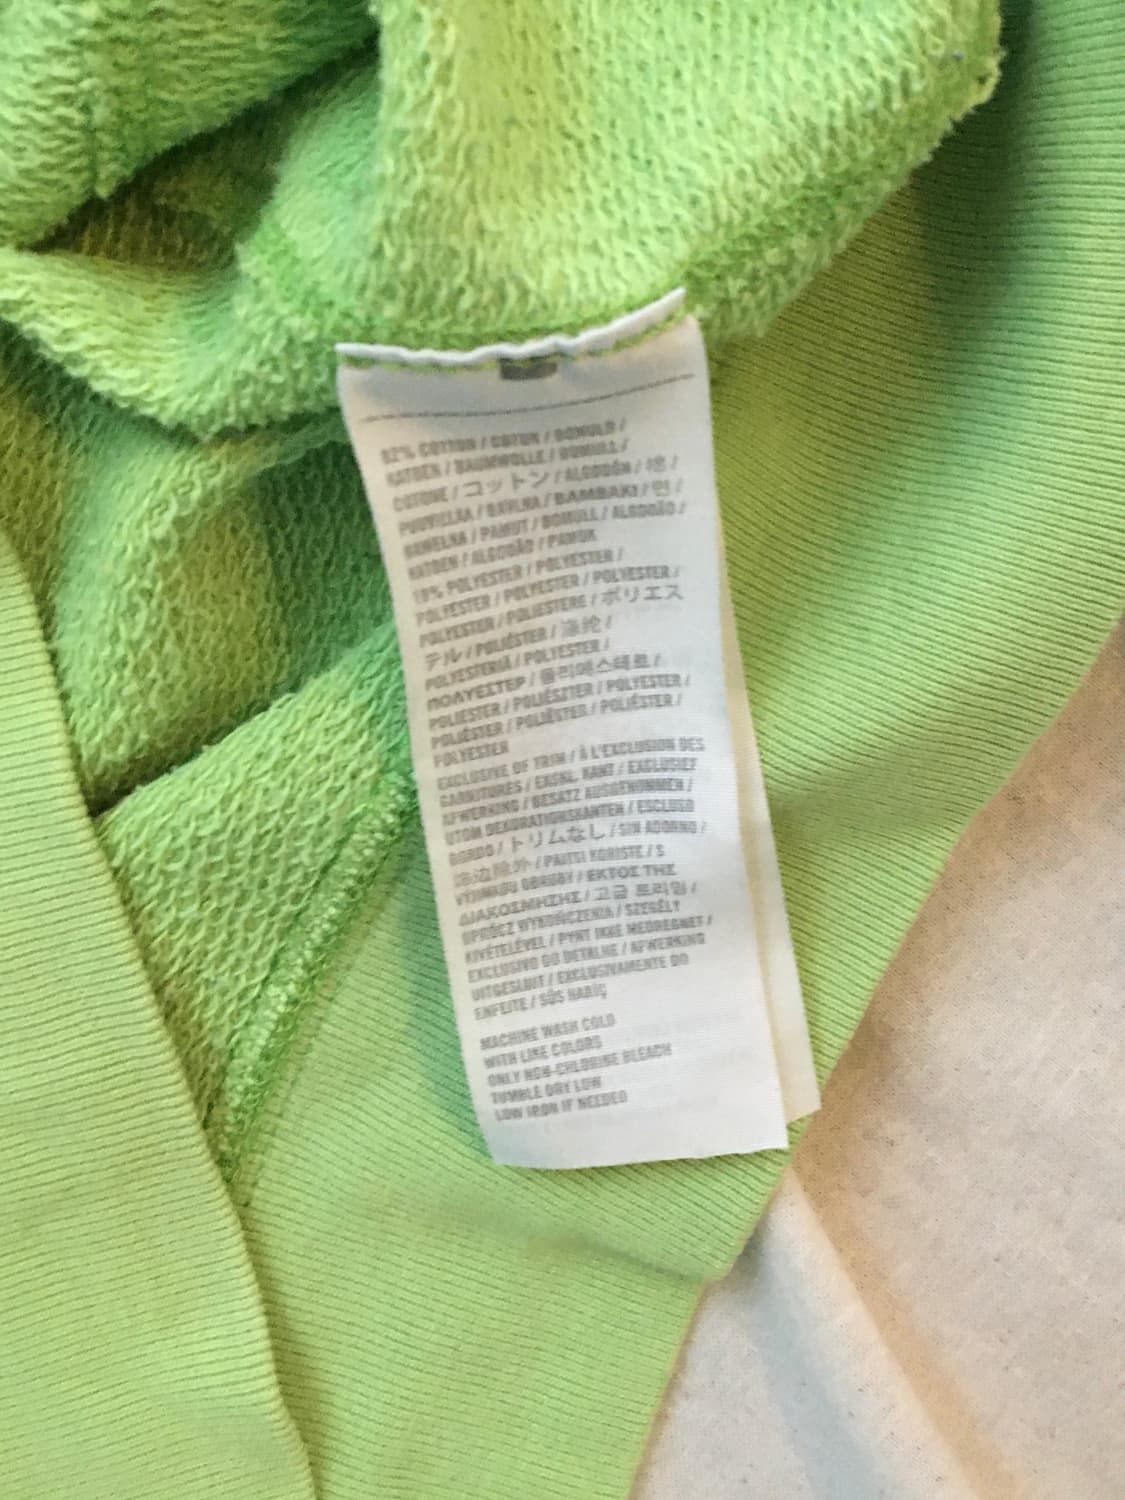 82% COTTON / COTON / BOMULD /
KATOEN / BAUMWOLLE / BOMULL /
COTONE / コットン / ALGODÓN / 棉 /
PUUVILLAA / BAVLNA / ΒΑΜΒΑΚΙ / 면 /
BAWEŁNA / PAMUT / BOMULL / ALGODÃO /
KATOEN / ALGODÃO / PAMUK
18% POLYESTER / POLYESTER /
POLYESTER / POLYESTER / POLYESTER /
POLYESTER / POLIESTERE / ポリエス
テル / POLIÉSTER / 涤纶 /
POLYESTERIÄ / POLYESTER /
ΠΟΛΥΕΣΤΕΡ / 폴리에스테르 /
POLIESTER / POLIÉSZTER / POLYESTER /
POLIÉSTER / POLIÉSTER / POLIÉSTER /
POLYESTER
EXCLUSIVE OF TRIM / À L'EXCLUSION DES
GARNITURES / EKSKL. KANT / EXCLUSIEF
AFWERKING / BESATZ AUSGENOMMEN /
UTOM DEKORATIONSKANTEN / ESCLUSO
BORDO / トリムなし / SIN ADORNO /
饰边除外 / PAITSI KORISTE / S
VÝJIMKOU OBRUBY / ΕΚΤΟΣ ΤΗΣ
ΔΙΑΚΟΣΜΗΣΗΣ / 고급 트리밍 /
OPRÓCZ WYKOŃCZENIA / SZEGÉLY
KIVÉTELÉVEL / PYNT IKKE MEDREGNET /
EXCLUSIVO DO DETALHE / AFWERKING
UITGESLUIT / EXCLUSIVAMENTE DO
ENFEITE / SÜS HARİÇ
MACHINE WASH COLD
WITH LIKE COLORS
ONLY NON-CHLORINE BLEACH
TUMBLE DRY LOW
LOW IRON IF NEEDED